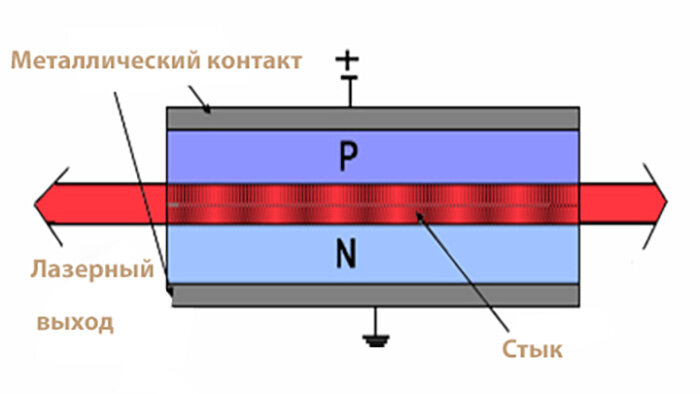 Металлический контакт
+
P
N
Лазерный
выход
Стык